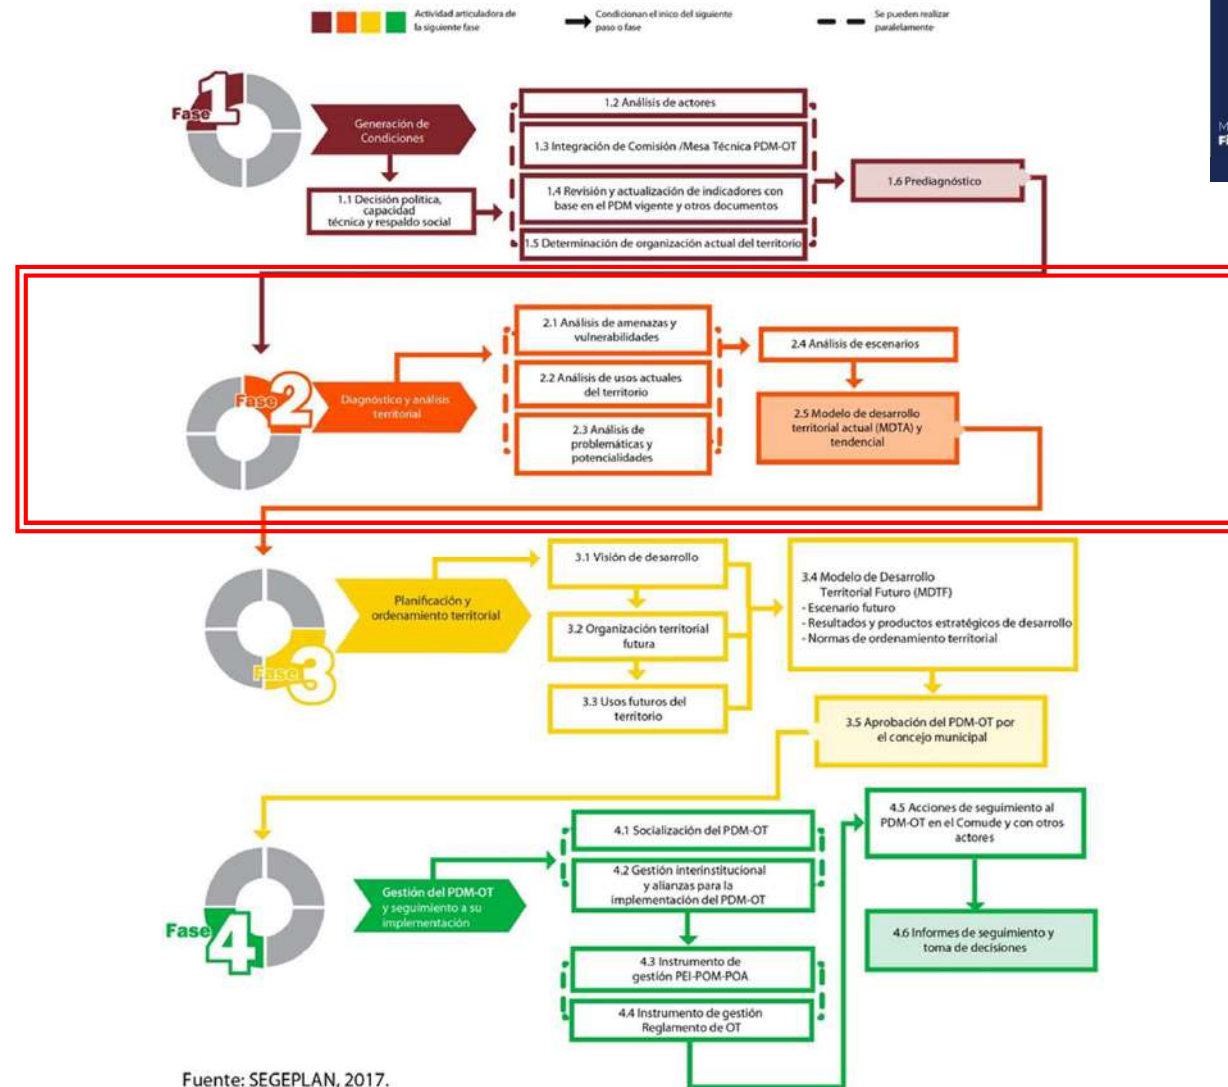 Actividad articuladora de
la siguiente fase
Condicionan el inico del siguiente
paso o fase
Se pueden realizar
paralelamente
Fase 1
Generación de
Condiciones
1.1 Decisión política,
capacidad
técnica y respaldo social
1.2 Análisis de actores
1.3 Integración de Comisión /Mesa Técnica PDM-OT
1.4 Revisión y actualización de indicadores con
base en el PDM vigente y otros documentos
1.5 Determinación de organización actual del territorio
1.6 Prediagnóstico
Fase 2
Diagnóstico y análisis
territorial
2.1 Análisis de amenazas y
vulnerabilidades
2.2 Análisis de usos actuales
del territorio
2.3 Análisis de
problemáticas y
potencialidades
2.4 Análisis de escenarios
2.5 Modelo de desarrollo
territorial actual (MDTA) y
tendencial
Fase 3
Planificación y
ordenamiento territorial
3.1 Visión de desarrollo
3.2 Organización territorial
futura
3.3 Usos futuros del
territorio
3.4 Modelo de Desarrollo
Territorial Futuro (MDTF)
- Escenario futuro
- Resultados y productos estratégicos de desarrollo
- Normas de ordenamiento territorial
3.5 Aprobación del PDM-OT por
el concejo municipal
Fase 4
Gestión del PDM-OT
y seguimiento a su
implementación
4.1 Socialización del PDM-OT
4.2 Gestión interinstitucional
y alianzas para la
implementación del PDM-OT
4.3 Instrumento de
gestión PEI-POM-POA
4.4 Instrumento de gestión
Reglamento de OT
4.5 Acciones de seguimiento al
PDM-OT en el Comude y con otros
actores
4.6 Informes de seguimiento y
toma de decisiones
Fuente: SEGEPLAN, 2017.